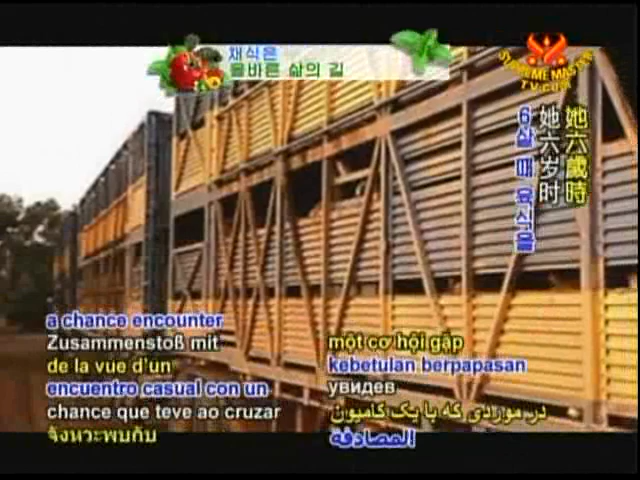 채식은
올바른 삶의 길
SUPREME MASTER
TV.COM
她六歲時
她六岁时
6살 때 육식을
a chance encounter
Zusammenstoß mit
de la vue d'un
encuentro casual con un
chance que teve ao cruzar
จังหวะพบกับ
một cơ hội gặp
kebetulan berpapasan
увидев
در موردی که با یک کامیون
المصادفة!